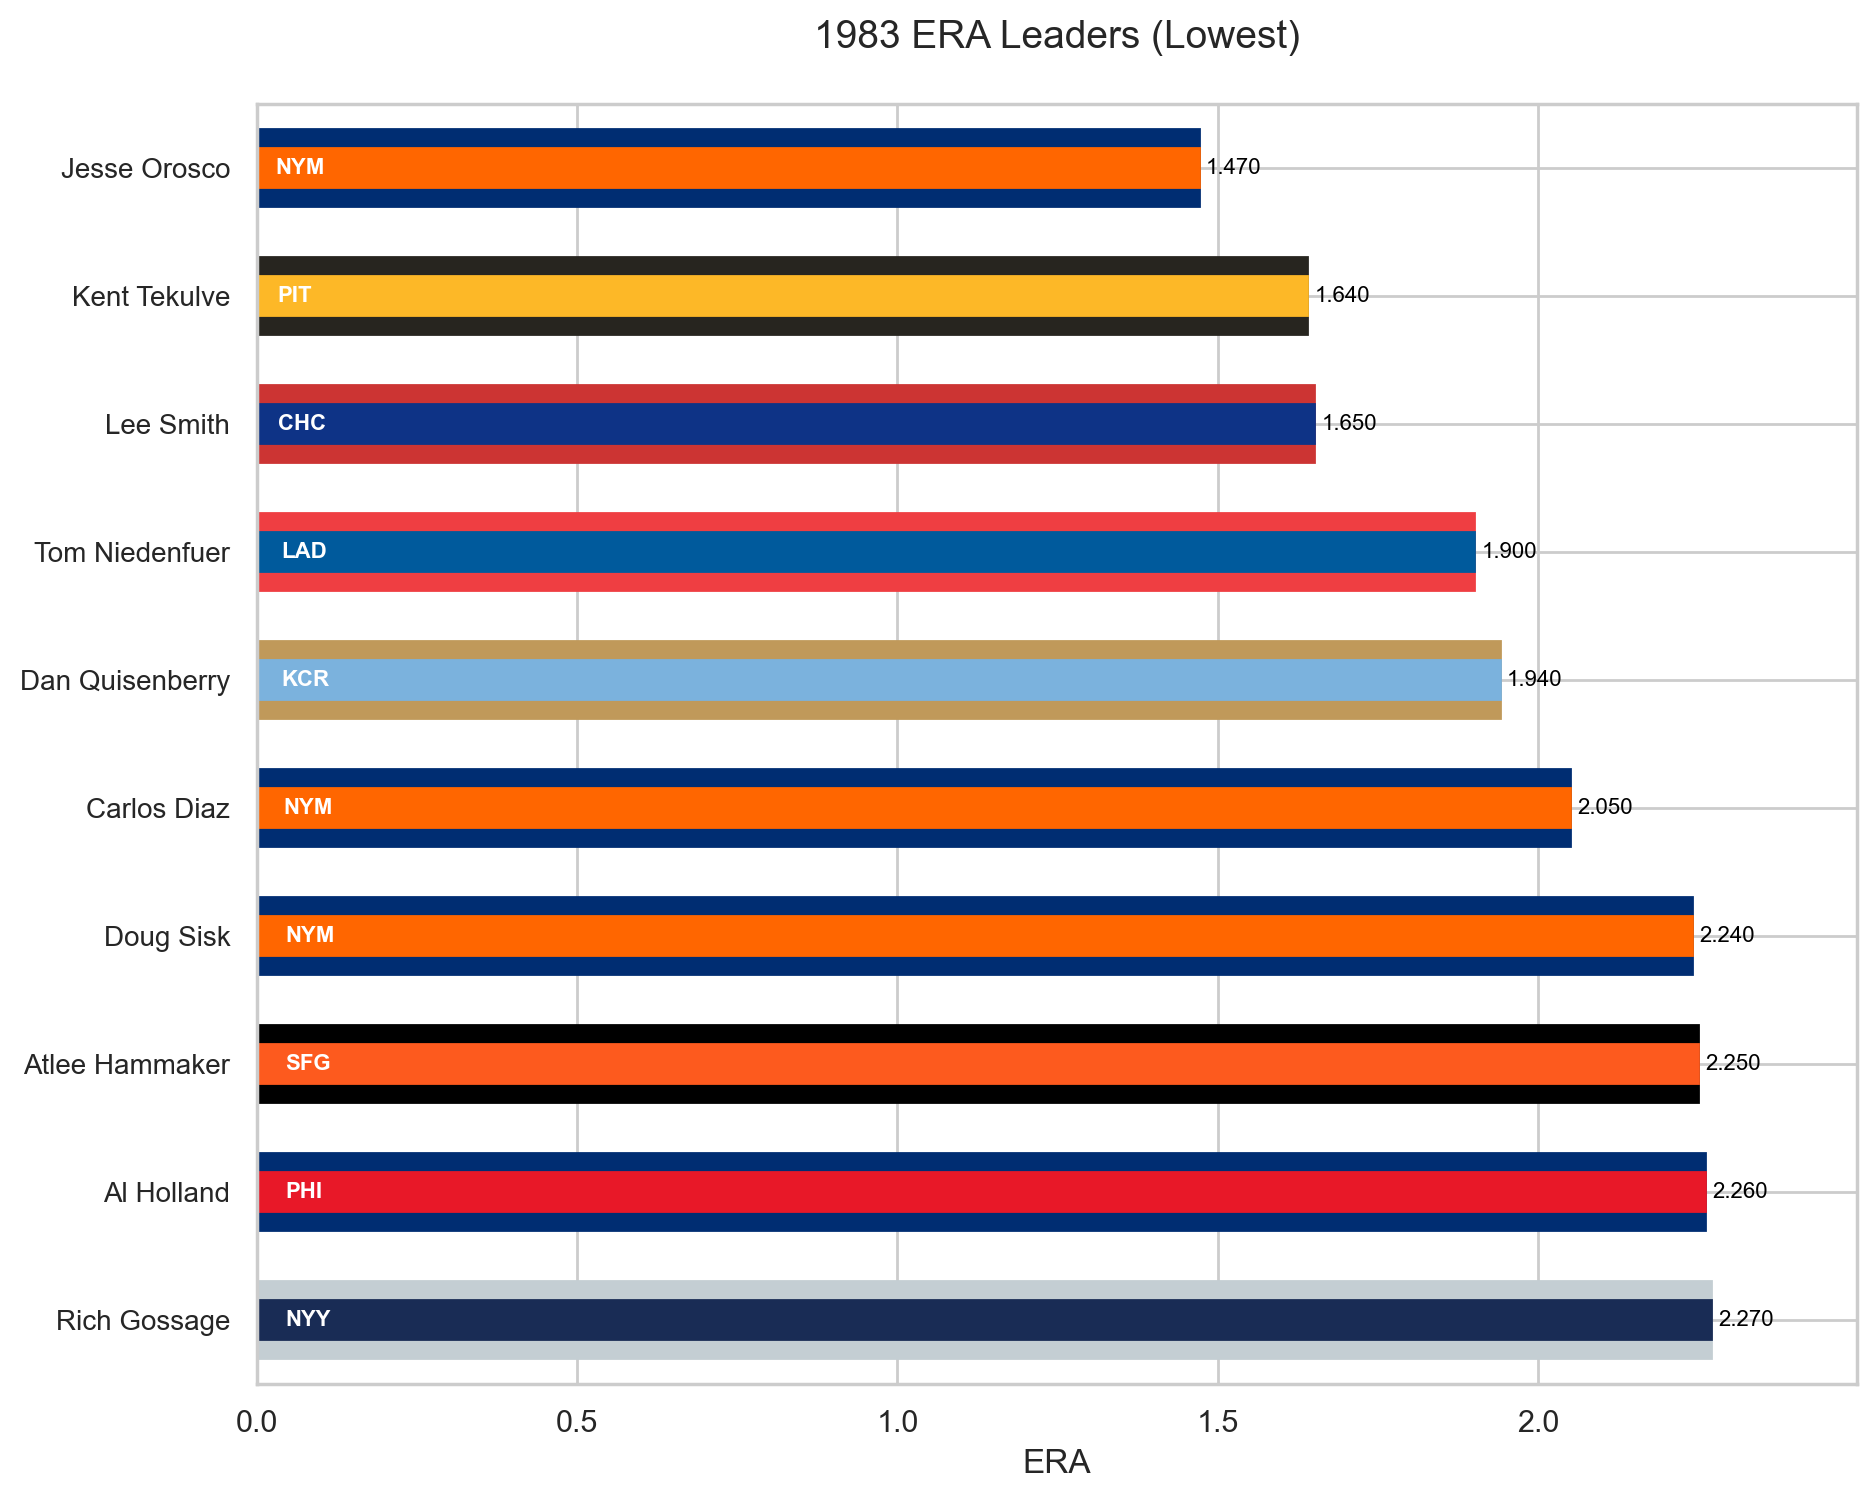 1983 ERA Leaders (Lowest)
Jesse Orosco NYM 1.470
Kent Tekulve PIT 1.640
Lee Smith CHC 1.650
Tom Niedenfuer LAD 1.900
Dan Quisenberry KCR 1.940
Carlos Diaz NYM 2.050
Doug Sisk NYM 2.240
Atlee Hammaker SFG 2.250
Al Holland PHI 2.260
Rich Gossage NYY 2.270
0.0 0.5 1.0 1.5 2.0
ERA